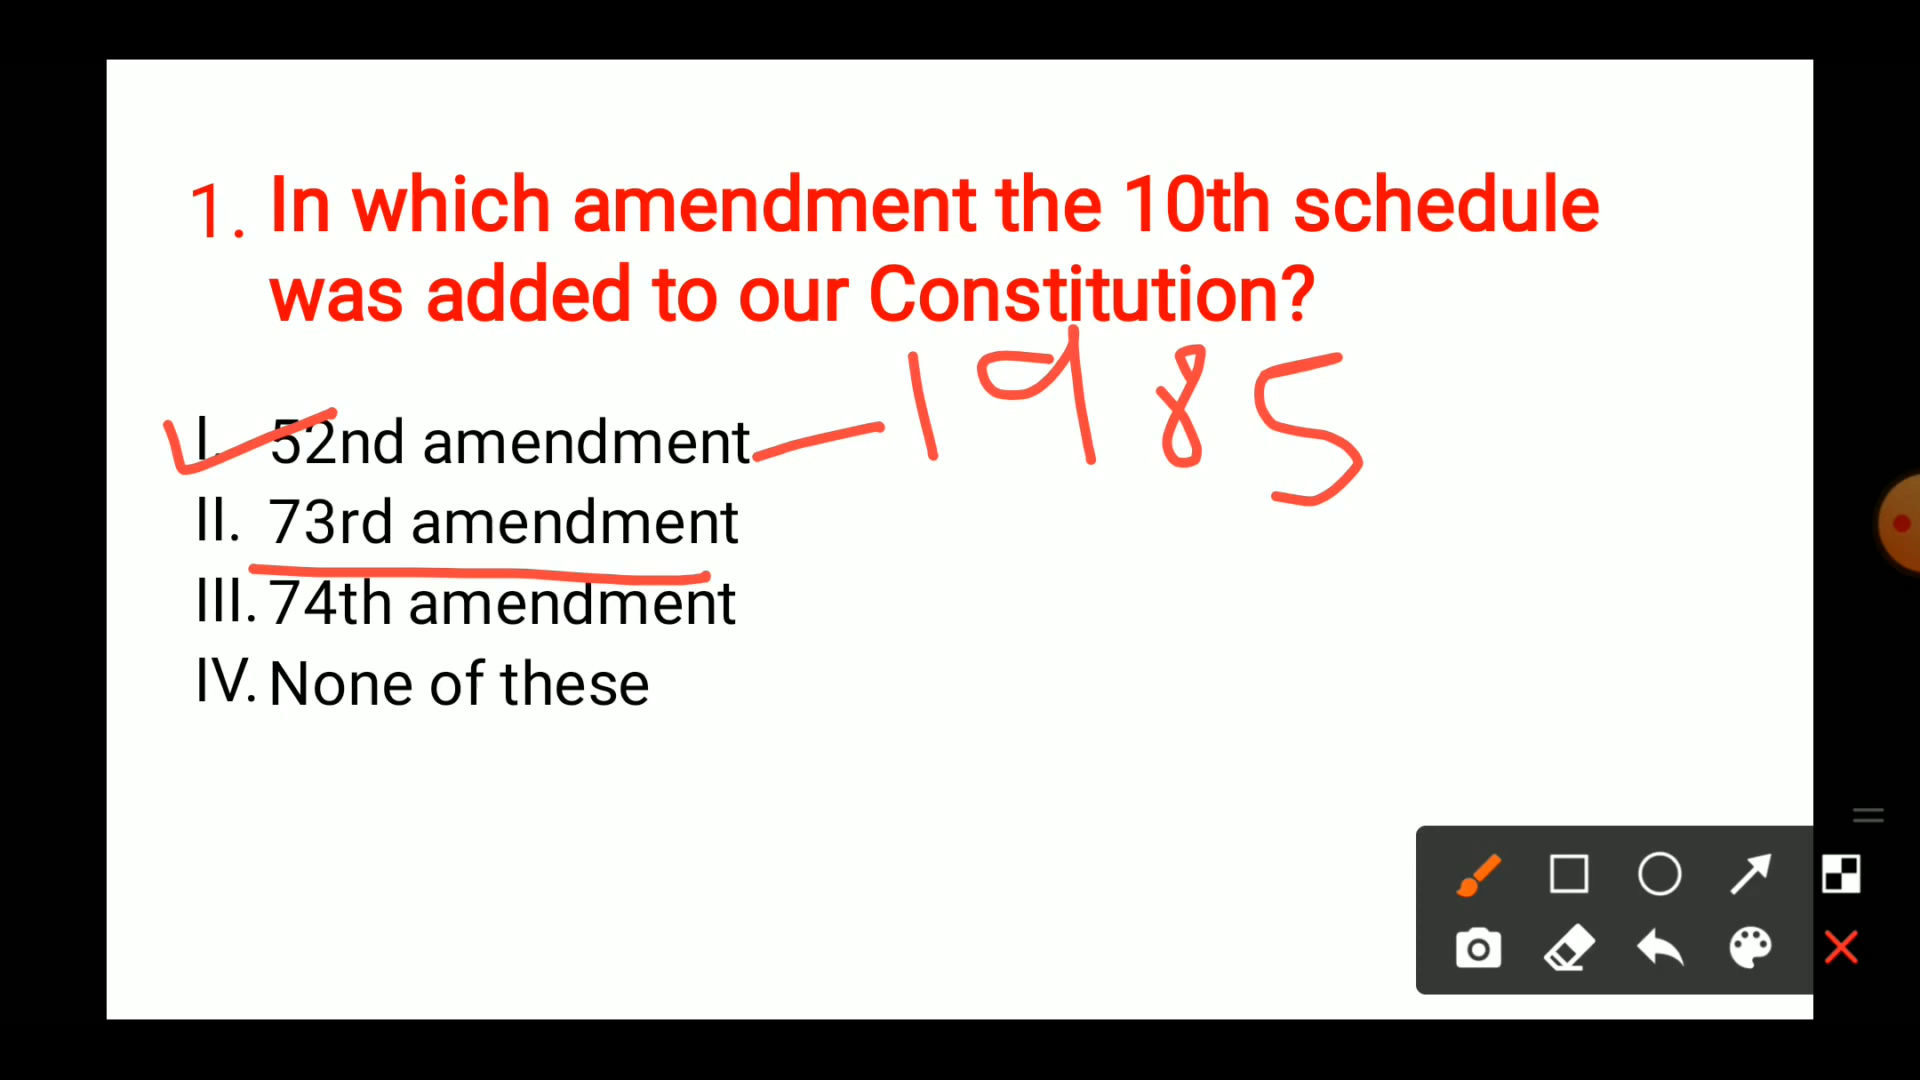 1. In which amendment the 10th schedule
was added to our Constitution?
I. 52nd amendment - 1985
II. 73rd amendment
III. 74th amendment
IV. None of these